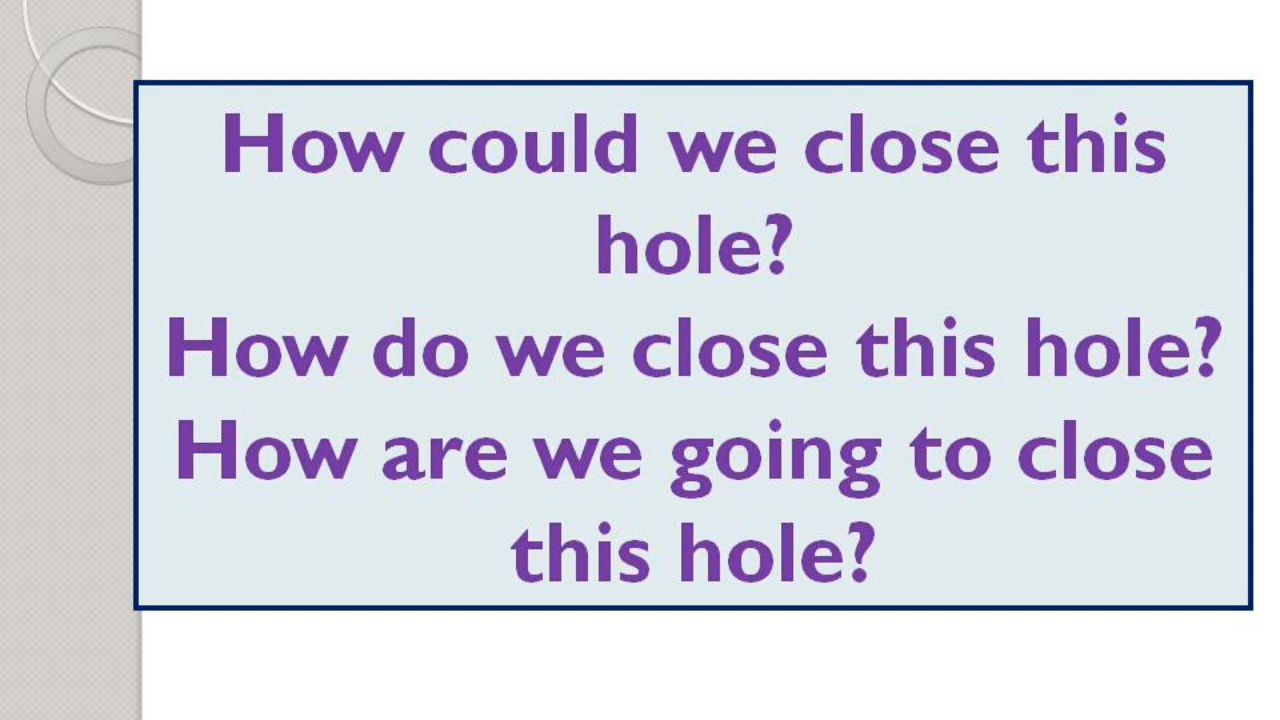 How could we close this
hole?
How do we close this hole?
How are we going to close
this hole?